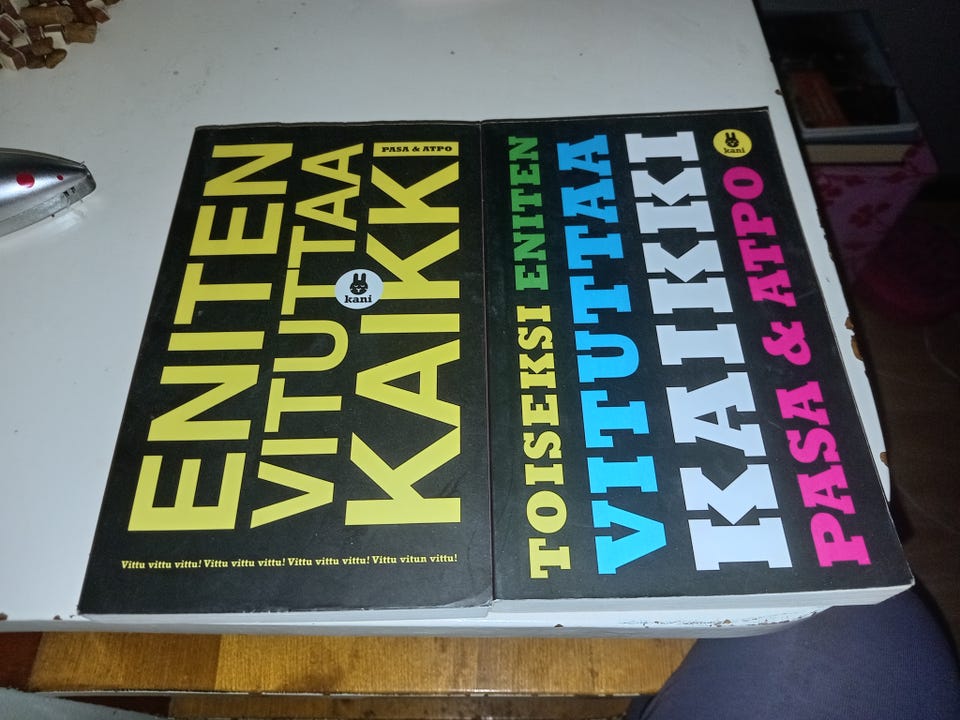 ENITEN
VITUTTAA
KAIKKI
PASA & ATPO
kani
Vittu vittu vittu! Vittu vittu vittu! Vittu vittu vittu! Vittu vitun vittu!
TOISEKSI ENITEN
VITUTTAA
KAIKKI
PASA & ATPO
kani